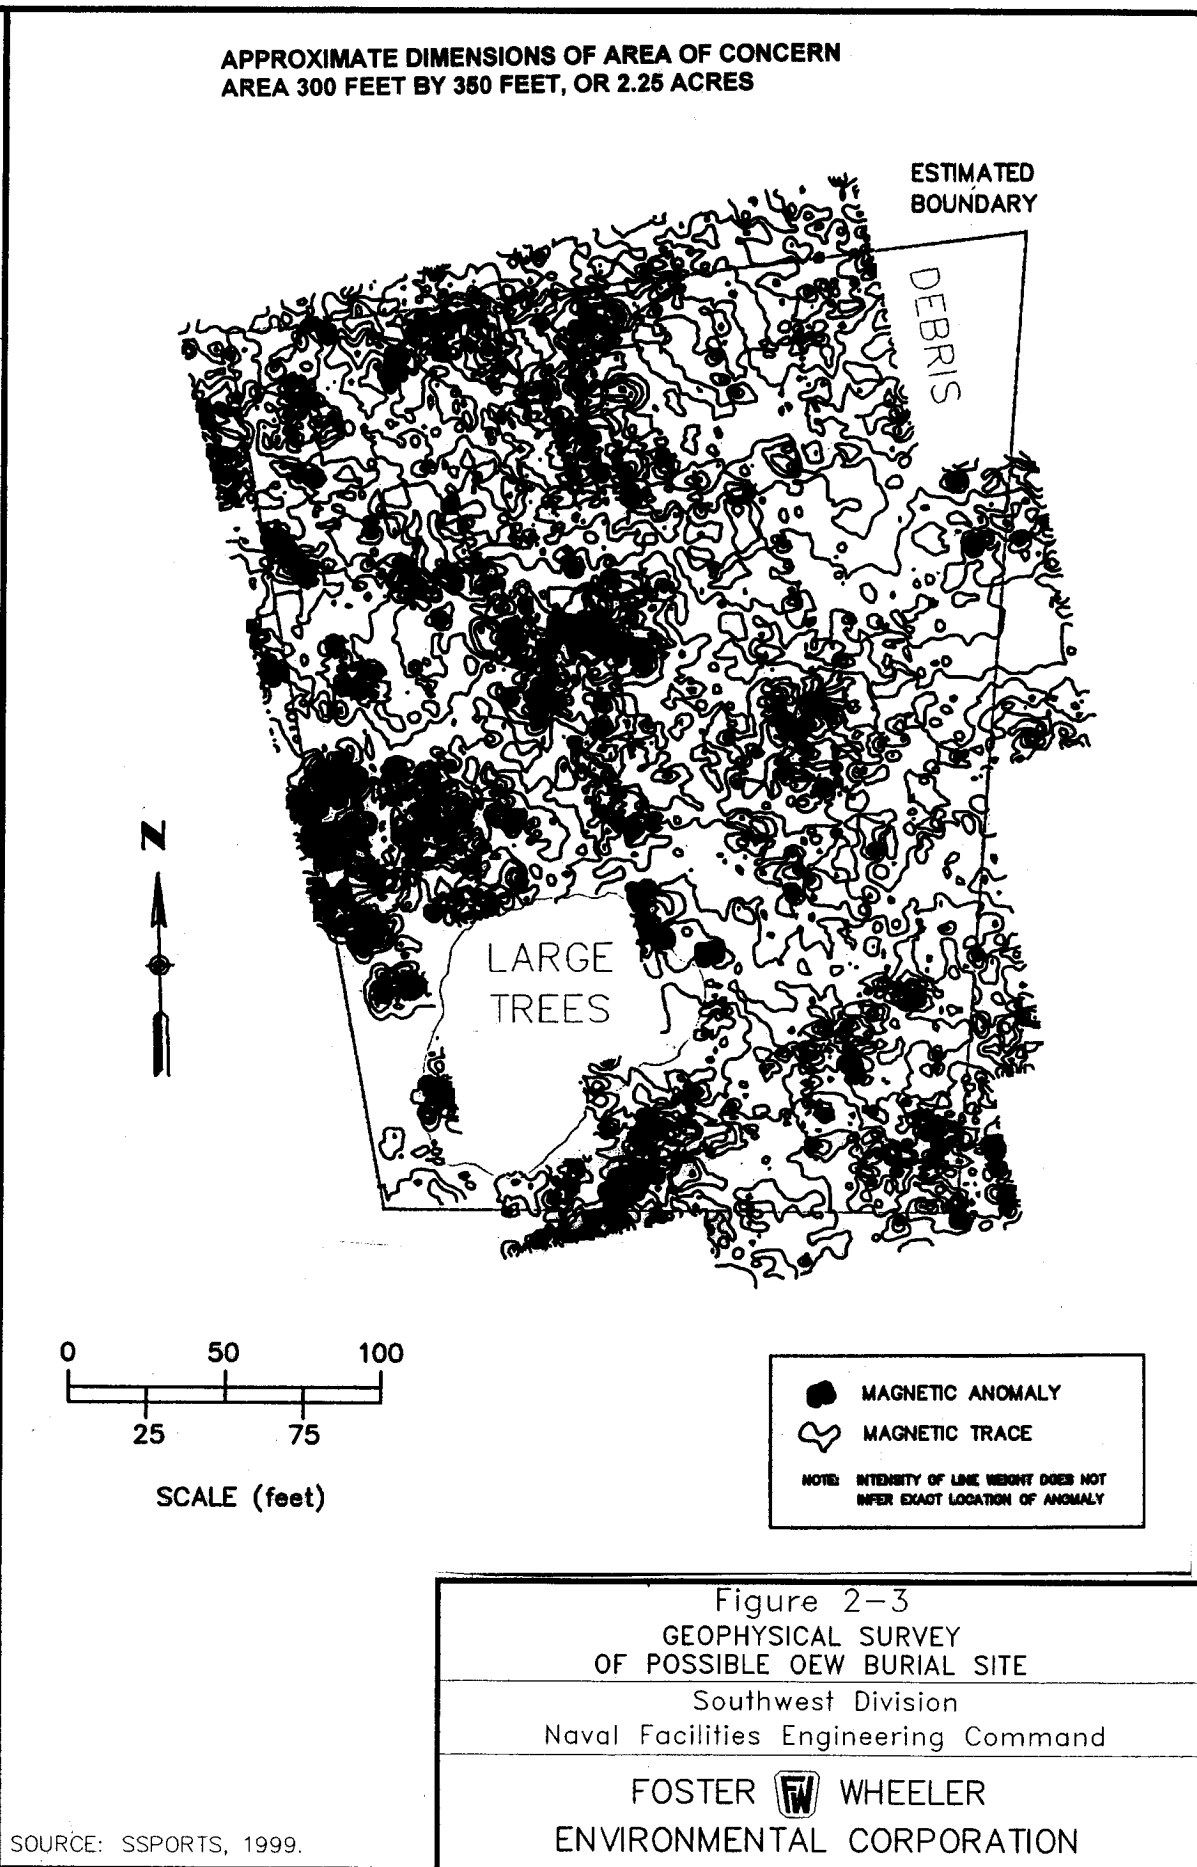 APPROXIMATE DIMENSIONS OF AREA OF CONCERN
AREA 300 FEET BY 350 FEET, OR 2.25 ACRES
ESTIMATED
BOUNDARY
DEBRIS
LARGE
TREES
N
0 50 100
25 75
SCALE (feet)
MAGNETIC ANOMALY
MAGNETIC TRACE
NOTE: INTENSITY OF LINE WEIGHT DOES NOT
INFER EXACT LOCATION OF ANOMALY
Figure 2-3
GEOPHYSICAL SURVEY
OF POSSIBLE OEW BURIAL SITE
Southwest Division
Naval Facilities Engineering Command
FOSTER FW WHEELER
ENVIRONMENTAL CORPORATION
SOURCE: SSPORTS, 1999.